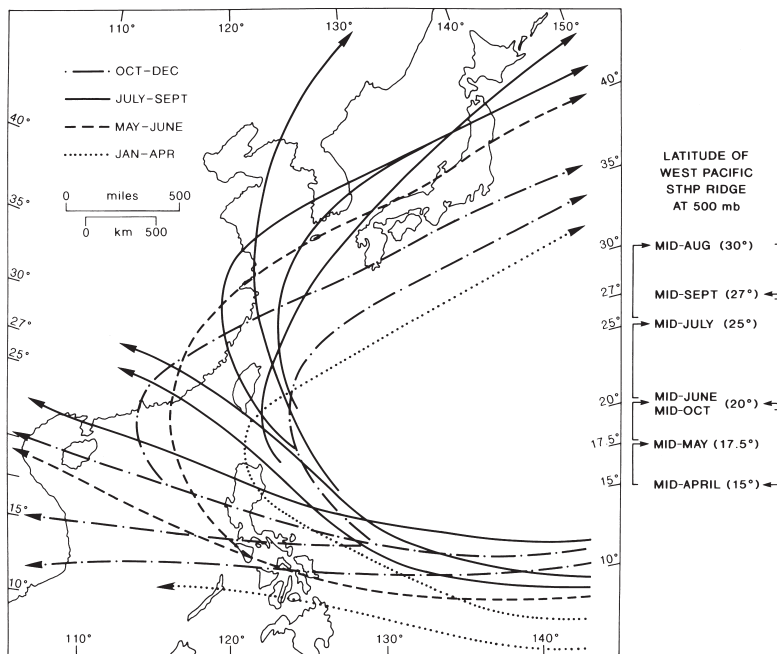 110° 120° 130° 140° 150°
OCT–DEC
JULY–SEPT
MAY–JUNE
JAN–APR
0 miles 500
0 km 500
40°
35°
30°
27°
25°
15°
10°
40°
35°
30°
27°
25°
20°
17.5°
15°
10°
LATITUDE OF
WEST PACIFIC
STHP RIDGE
AT 500 mb
MID-AUG (30°)
MID-SEPT (27°)
MID-JULY (25°)
MID-JUNE
MID-OCT (20°)
MID-MAY (17.5°)
MID-APRIL (15°)
110° 120° 130° 140°